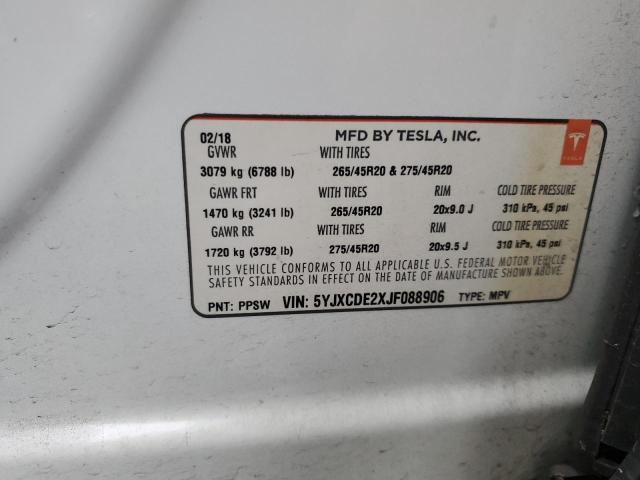 02/18 MFD BY TESLA, INC.
GVWR WITH TIRES
3079 kg (6788 lb) 265/45R20 & 275/45R20
GAWR FRT WITH TIRES RIM COLD TIRE PRESSURE
1470 kg (3241 lb) 265/45R20 20x9.0 J 310 kPa, 45 psi
GAWR RR WITH TIRES RIM COLD TIRE PRESSURE
1720 kg (3792 lb) 275/45R20 20x9.5 J 310 kPa, 45 psi
THIS VEHICLE CONFORMS TO ALL APPLICABLE U.S. FEDERAL MOTOR VEHICLE
SAFETY STANDARDS IN EFFECT ON THE DATE OF MANUFACTURE SHOWN ABOVE.
PNT: PPSW VIN: 5YJXCDE2XJF088906 TYPE: MPV
TESLA